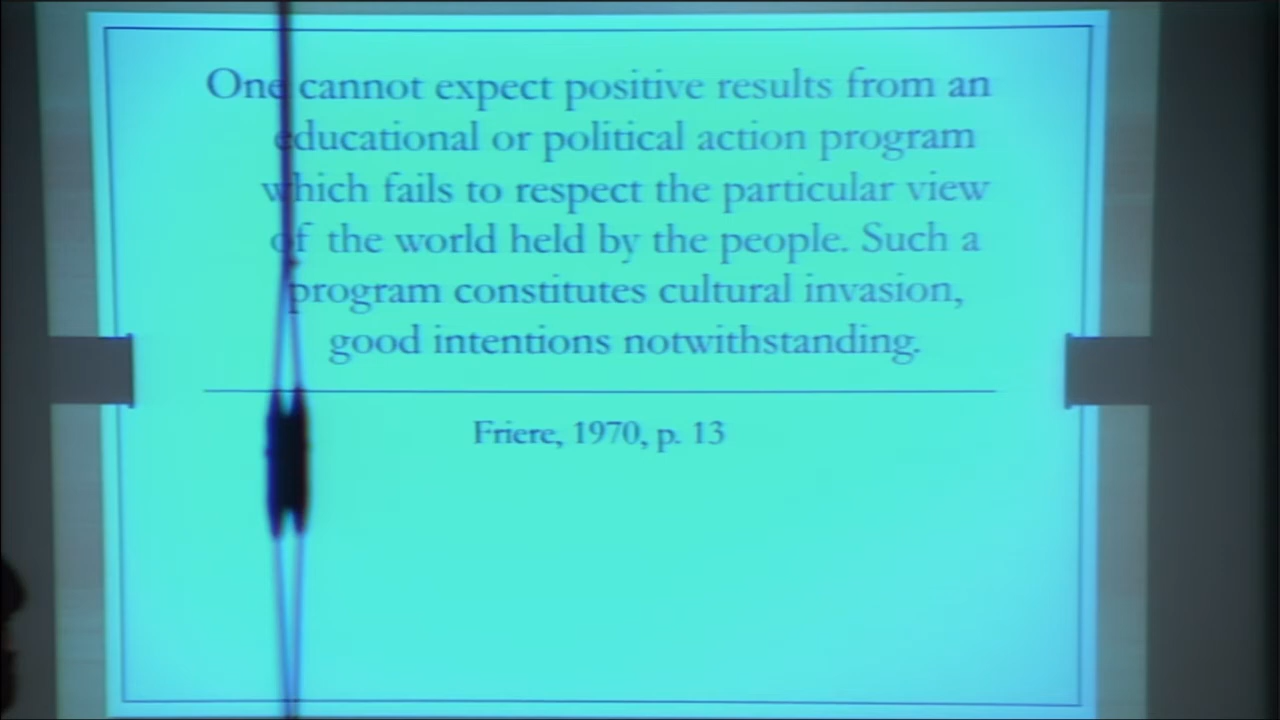 One cannot expect positive results from an
educational or political action program
which fails to respect the particular view
of the world held by the people. Such a
program constitutes cultural invasion,
good intentions notwithstanding.
Friere, 1970, p. 13